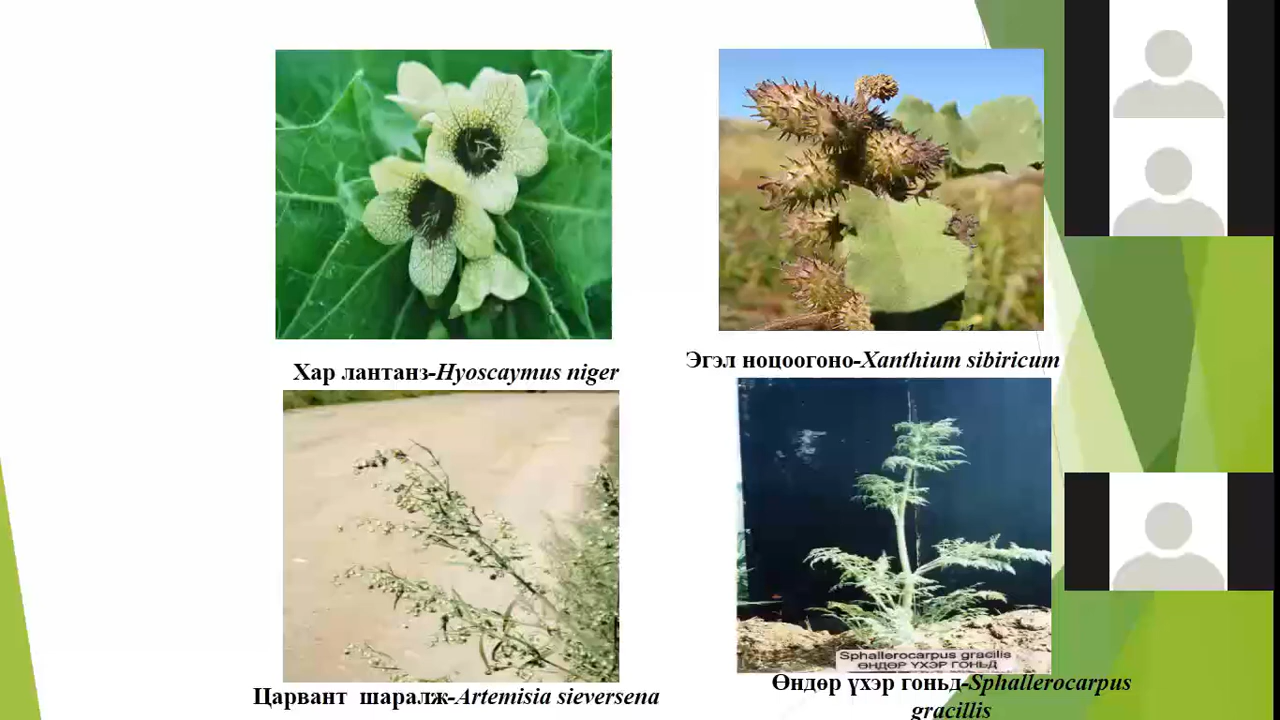 Хар лантанз-Hyoscaymus niger
Эгэл ноцоогоно-Xanthium sibiricum
Царвант шаралж-Artemisia sieversena
Sphallerocarpus gracilis
ӨНДӨР ҮХЭР ГОНЬД
Өндөр үхэр гоньд-Sphallerocarpus
gracillis